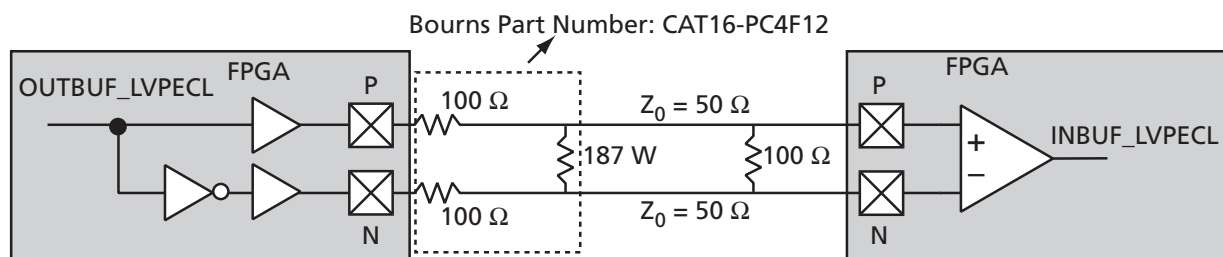 Bourns Part Number: CAT16-PC4F12
OUTBUF_LVPECL
FPGA
P
100 Ω
Z0 = 50 Ω
187 W
100 Ω
100 Ω
N
Z0 = 50 Ω
FPGA
P
+
−
INBUF_LVPECL
N